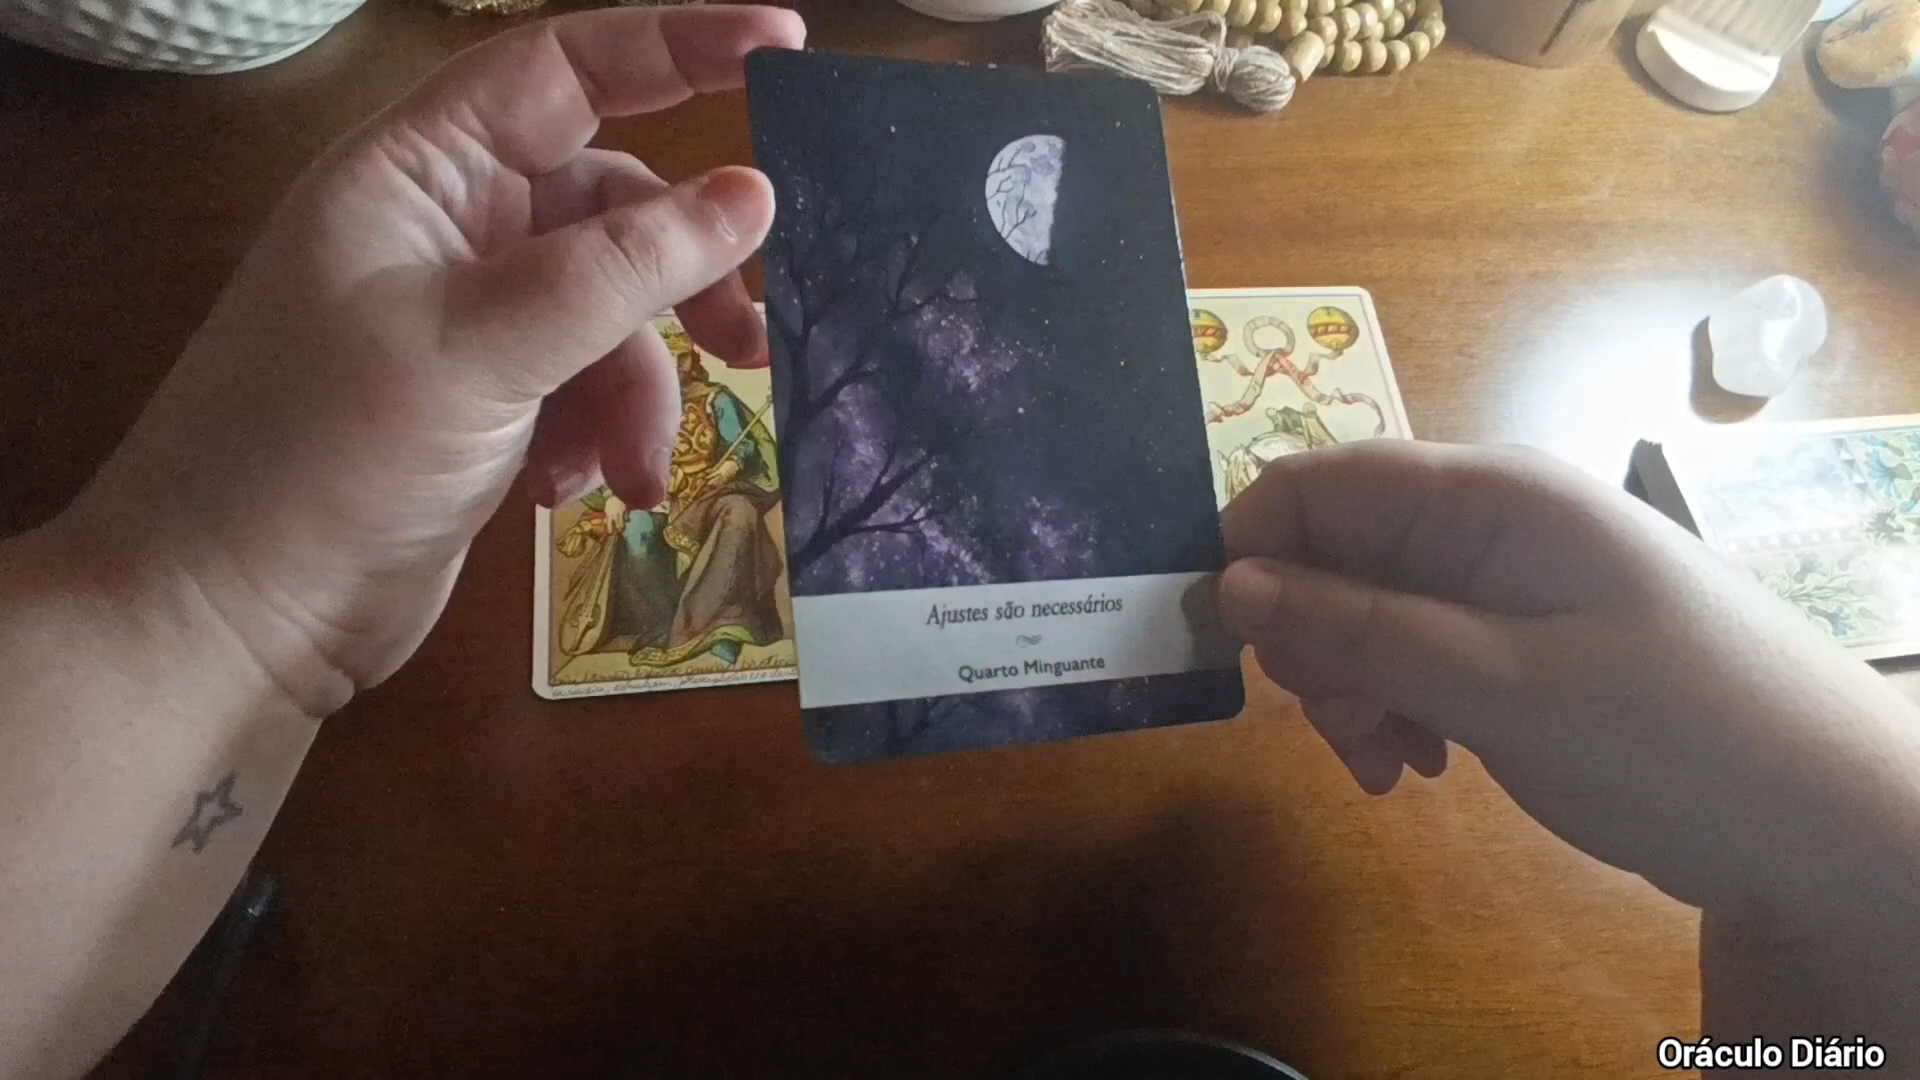 Ajustes são necessários
Quarto Minguante
Oráculo Diário